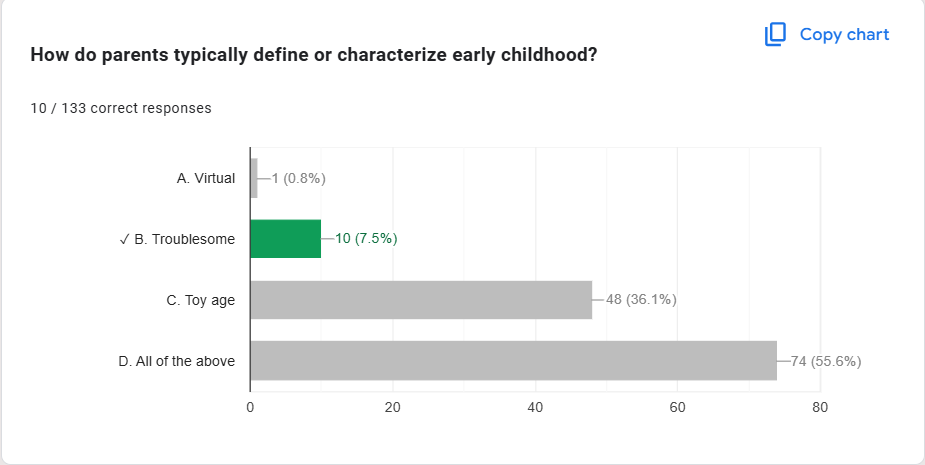 Copy chart
How do parents typically define or characterize early childhood?
10 / 133 correct responses
A. Virtual 1 (0.8%)
✓ B. Troublesome 10 (7.5%)
C. Toy age 48 (36.1%)
D. All of the above 74 (55.6%)
0 20 40 60 80